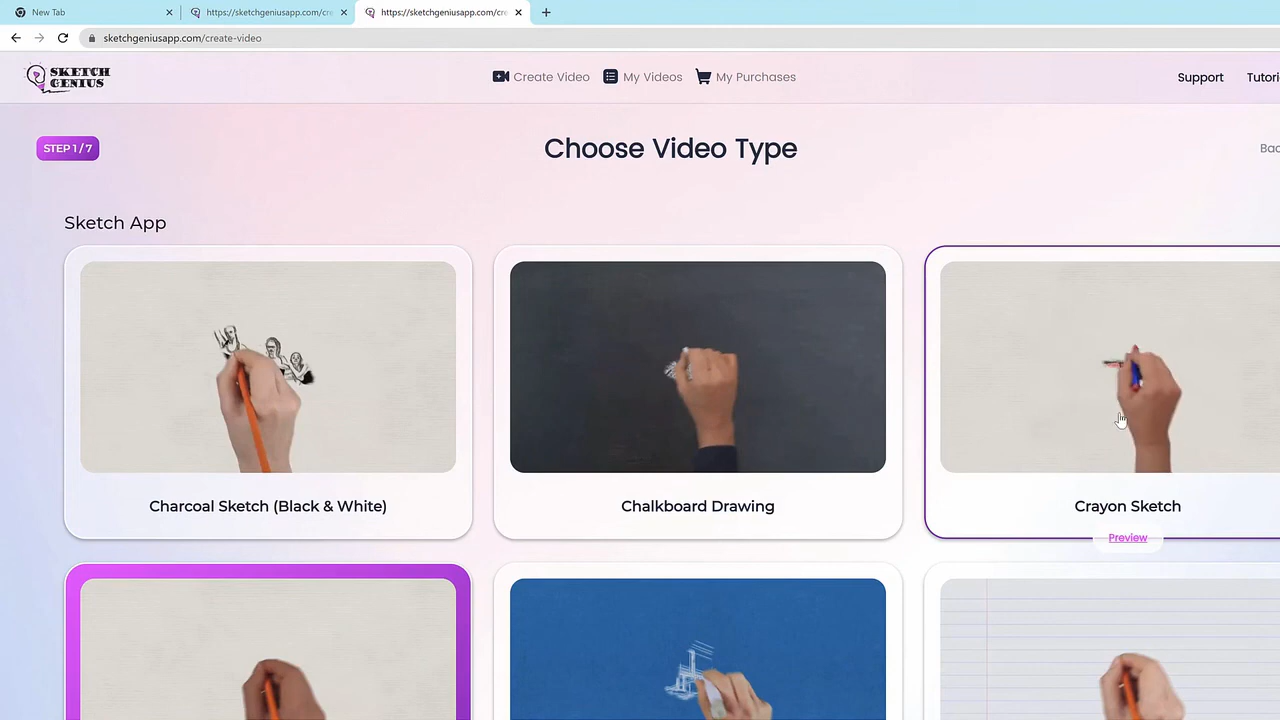 New Tab
https://sketchgeniusapp.com/cre
https://sketchgeniusapp.com/cre
sketchgeniusapp.com/create-video
SKETCH
GENIUS
Create Video
My Videos
My Purchases
Support
Tutori
STEP 1 / 7
Choose Video Type
Bac
Sketch App
Charcoal Sketch (Black & White)
Chalkboard Drawing
Crayon Sketch
Preview